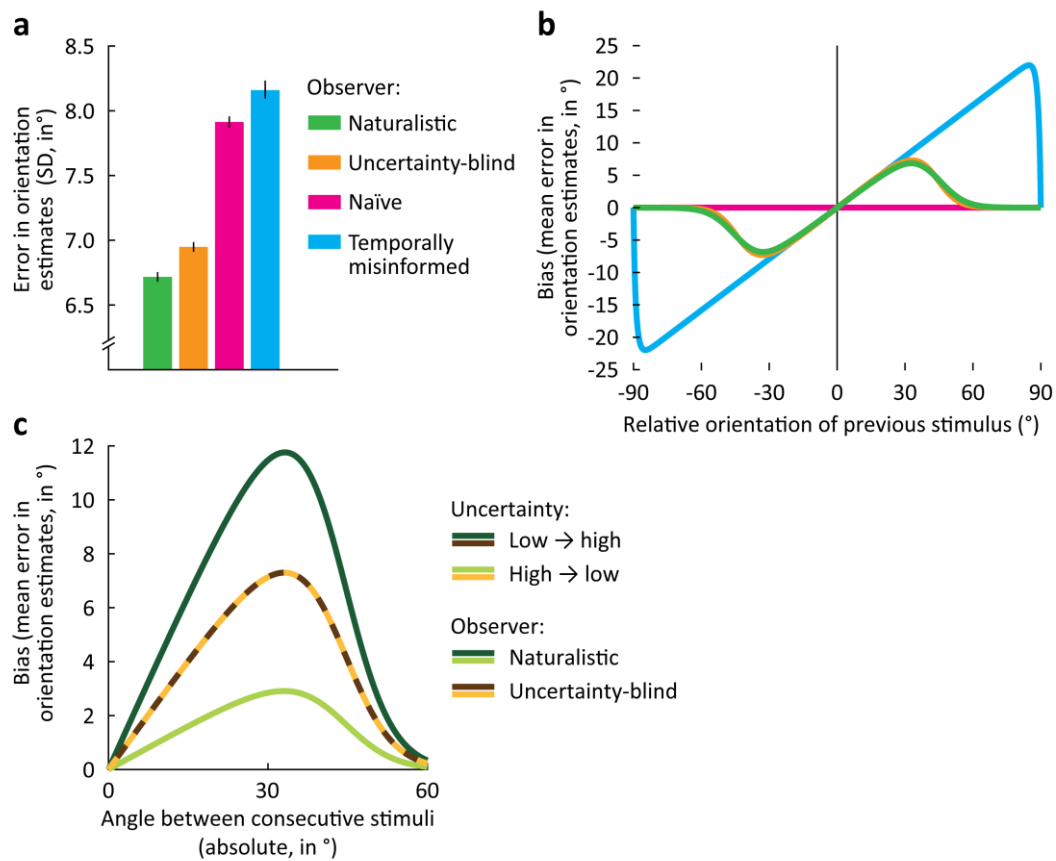 a
8.5
8.0
7.5
7.0
6.5
Error in orientation
estimates (SD, in°)
Observer:
Naturalistic
Uncertainty-blind
Naïve
Temporally
misinformed
b
25
20
15
10
5
0
-5
-10
-15
-20
-25
Bias (mean error in
orientation estimates, in °)
-90 -60 -30 0 30 60 90
Relative orientation of previous stimulus (°)
c
12
10
8
6
4
2
0
Bias (mean error in
orientation estimates, in °)
0 30 60
Angle between consecutive stimuli
(absolute, in °)
Uncertainty:
Low → high
High → low
Observer:
Naturalistic
Uncertainty-blind